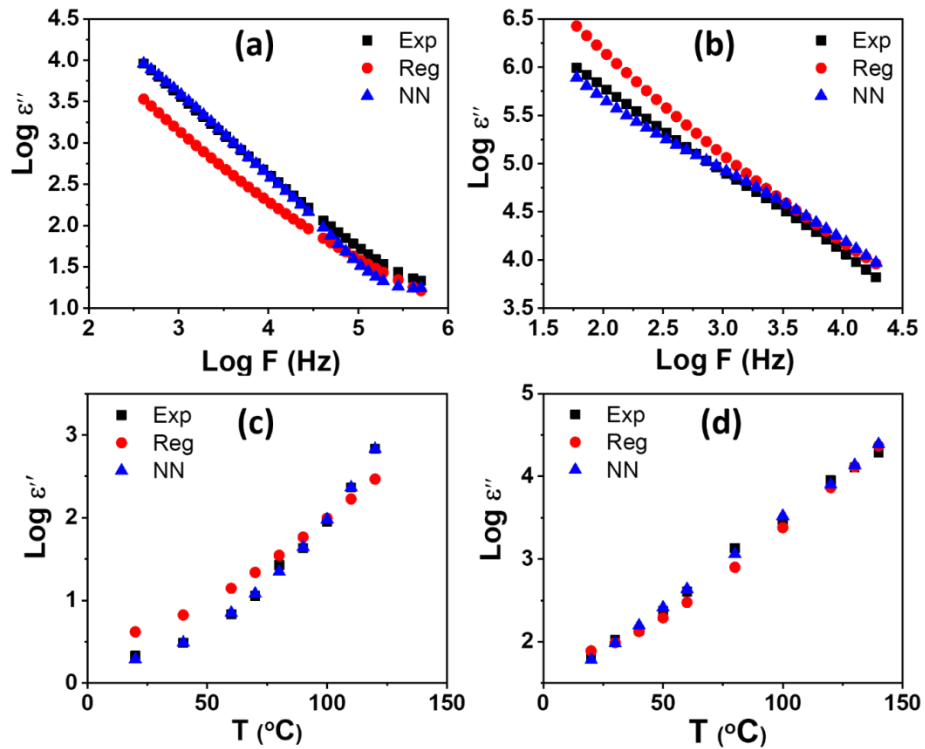 (a)
Exp
Reg
NN
Log ε″
4.5
4.0
3.5
3.0
2.5
2.0
1.5
1.0
2 3 4 5 6
Log F (Hz)
(b)
Exp
Reg
NN
Log ε″
6.5
6.0
5.5
5.0
4.5
4.0
3.5
1.5 2.0 2.5 3.0 3.5 4.0 4.5
Log F (Hz)
(c)
Exp
Reg
NN
Log ε′
3
2
1
0
0 50 100 150
T (°C)
(d)
Exp
Reg
NN
Log ε″
5
4
3
2
0 50 100 150
T (°C)